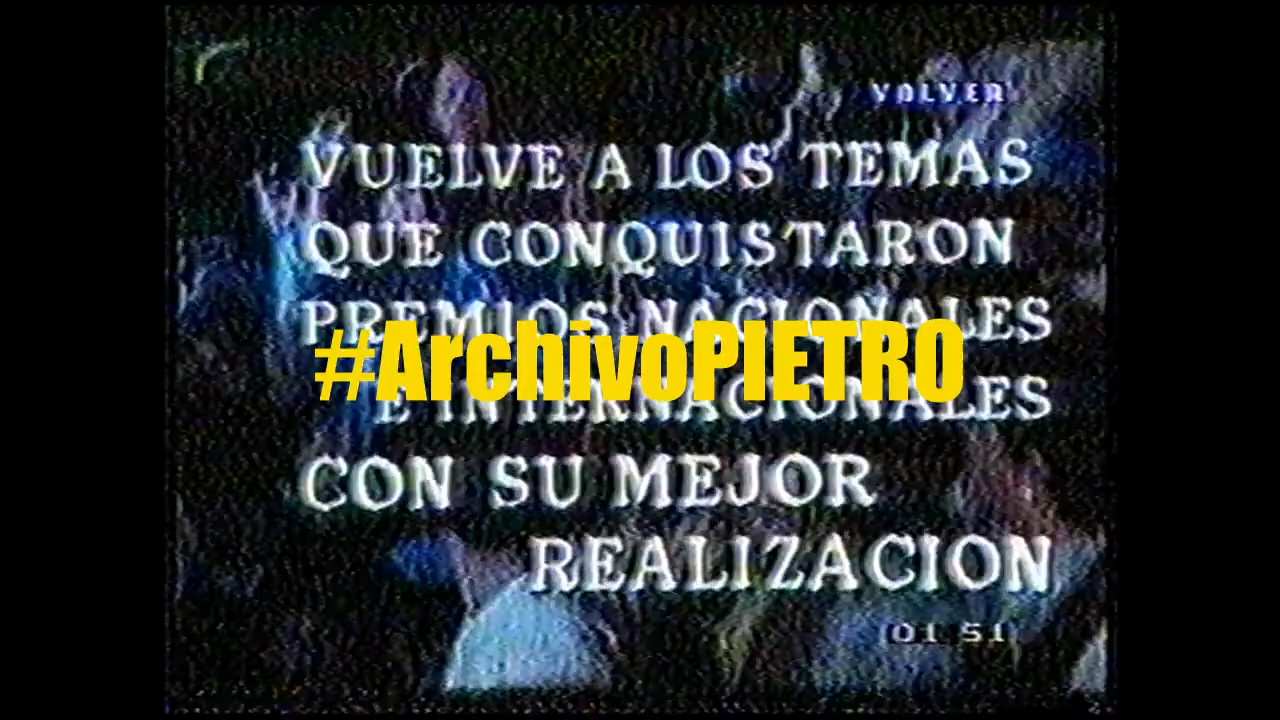 VOLVER
VUELVE A LOS TEMAS
QUE CONQUISTARON
PREMIOS NACIONALES
#ArchivoPIETRO
E INTERNACIONALES
CON SU MEJOR
REALIZACION
01 51